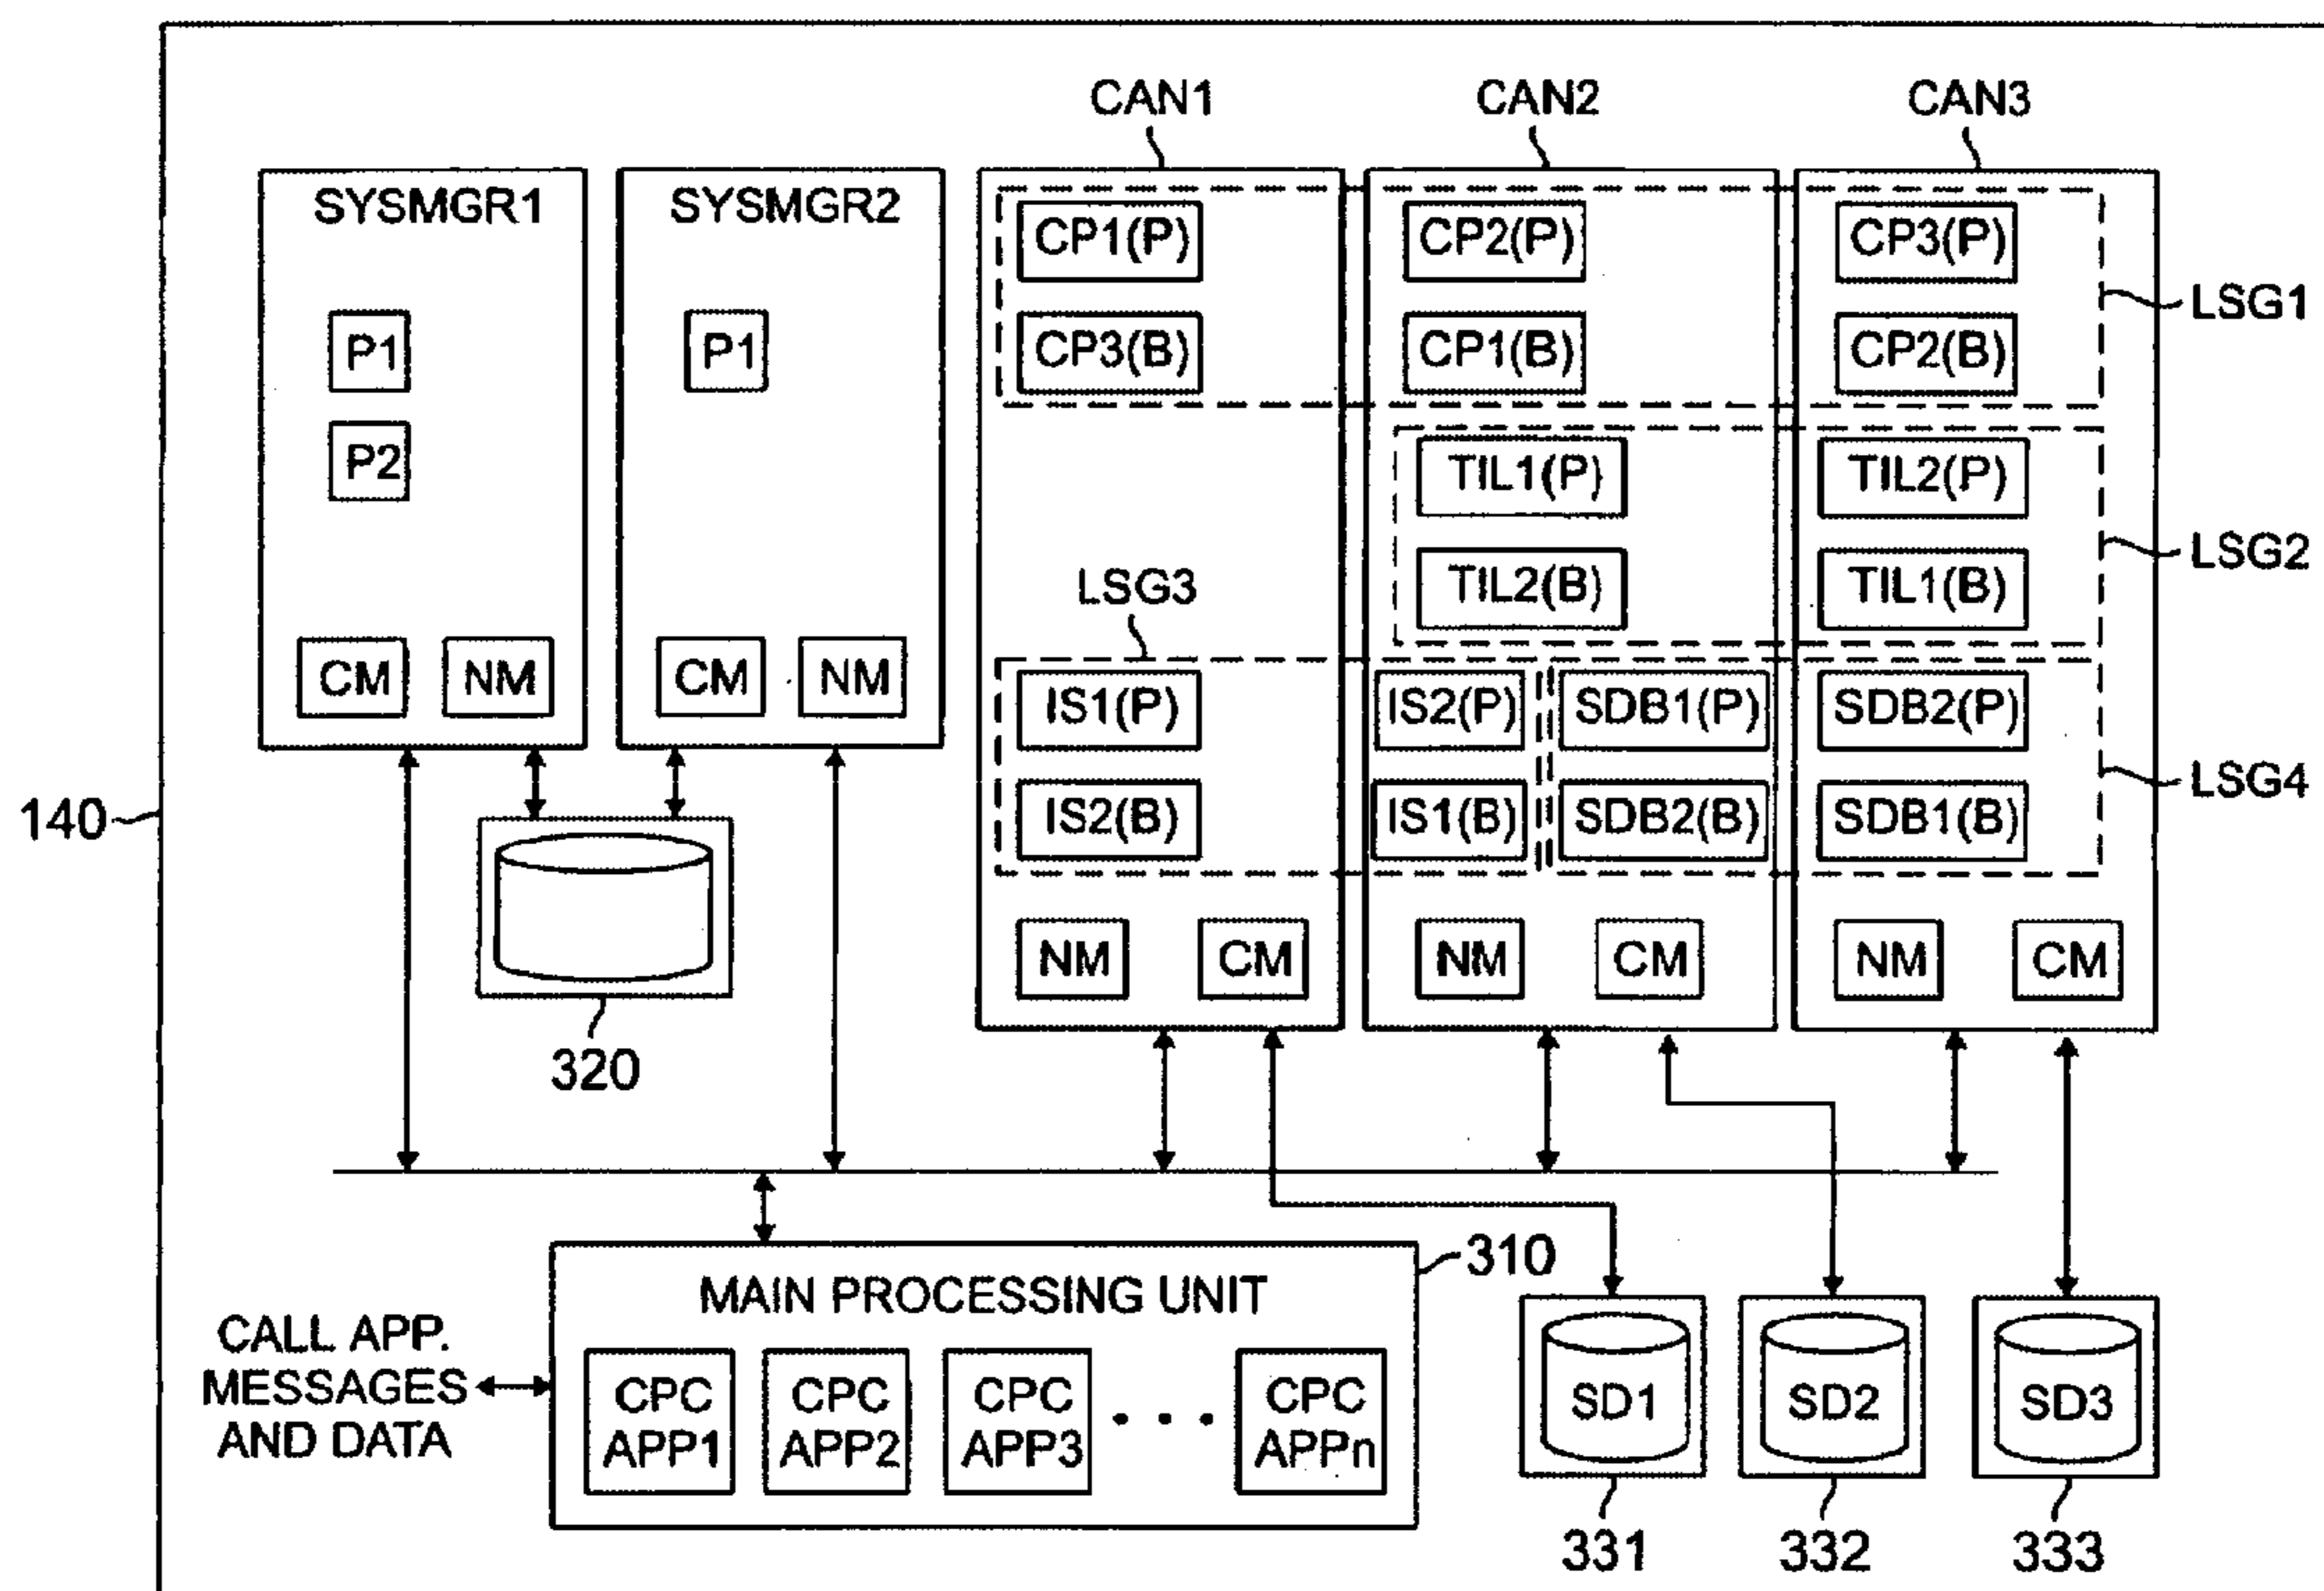 CAN1 CAN2 CAN3
SYSMGR1 SYSMGR2
CP1(P) CP2(P) CP3(P)
LSG1
P1 P1 CP3(B) CP1(B) CP2(B)
P2 TIL1(P) TIL2(P)
LSG2
LSG3 TIL2(B) TIL1(B)
CM NM CM NM IS1(P) IS2(P) SDB1(P) SDB2(P)
LSG4
140 IS2(B) IS1(B) SDB2(B) SDB1(B)
NM CM NM CM NM CM
320
310
MAIN PROCESSING UNIT
CALL APP.
MESSAGES
AND DATA
CPC
APP1
CPC
APP2
CPC
APP3
• • •
CPC
APPn
SD1 SD2 SD3
331 332 333